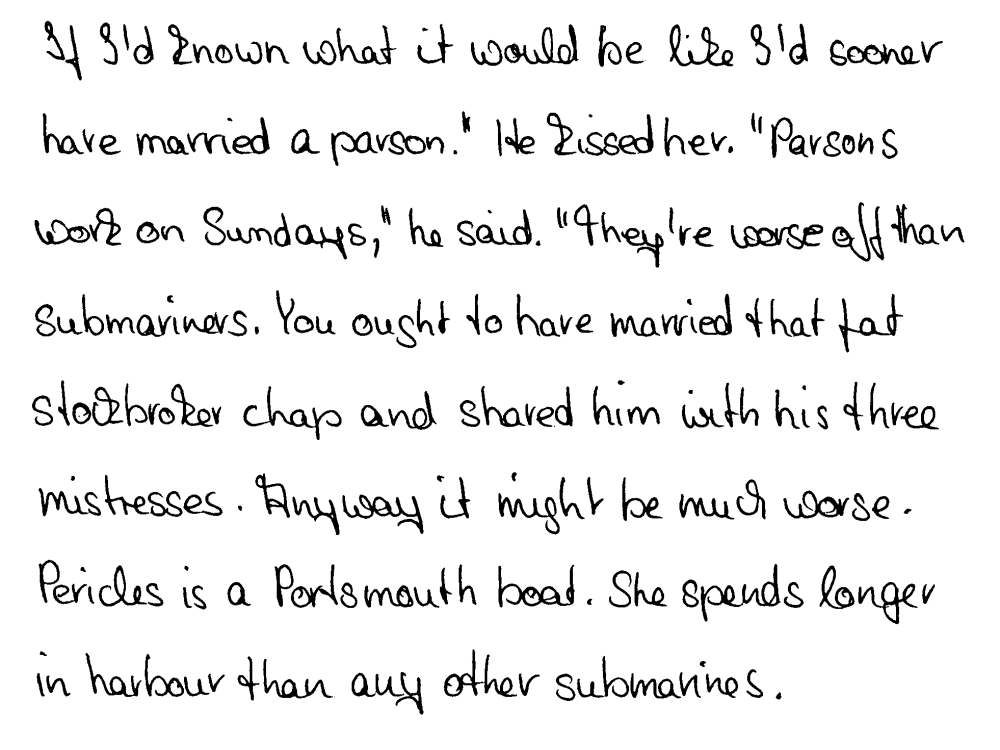 If I'd known what it would be like I'd sooner
have married a parson." He kissed her. "Parsons
work on Sundays," he said. "They're worse off than
submariners. You ought to have married that fat
stockbroker chap and shared him with his three
mistresses. Anyway it might be much worse.
Pericles is a Portsmouth boat. She spends longer
in harbour than any other submarines.